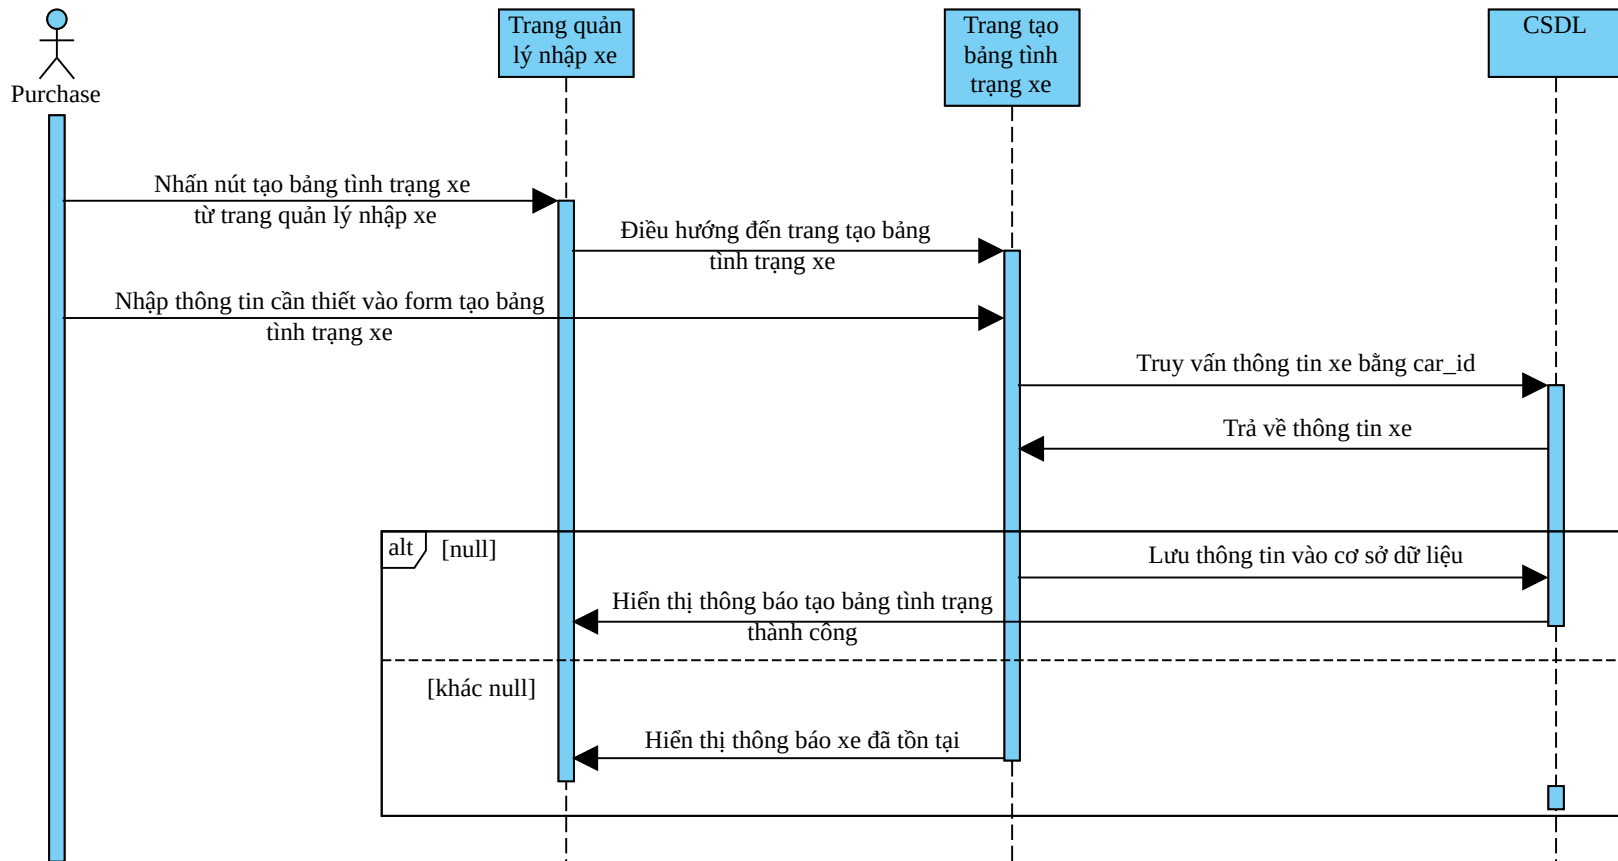 Purchase
Trang quản
lý nhập xe
Trang tạo
bảng tình
trạng xe
CSDL
Nhấn nút tạo bảng tình trạng xe
từ trang quản lý nhập xe
Điều hướng đến trang tạo bảng
tình trạng xe
Nhập thông tin cần thiết vào form tạo bảng
tình trạng xe
Truy vấn thông tin xe bằng car_id
Trả về thông tin xe
alt
[null]
Lưu thông tin vào cơ sở dữ liệu
Hiển thị thông báo tạo bảng tình trạng
thành công
[khác null]
Hiển thị thông báo xe đã tồn tại